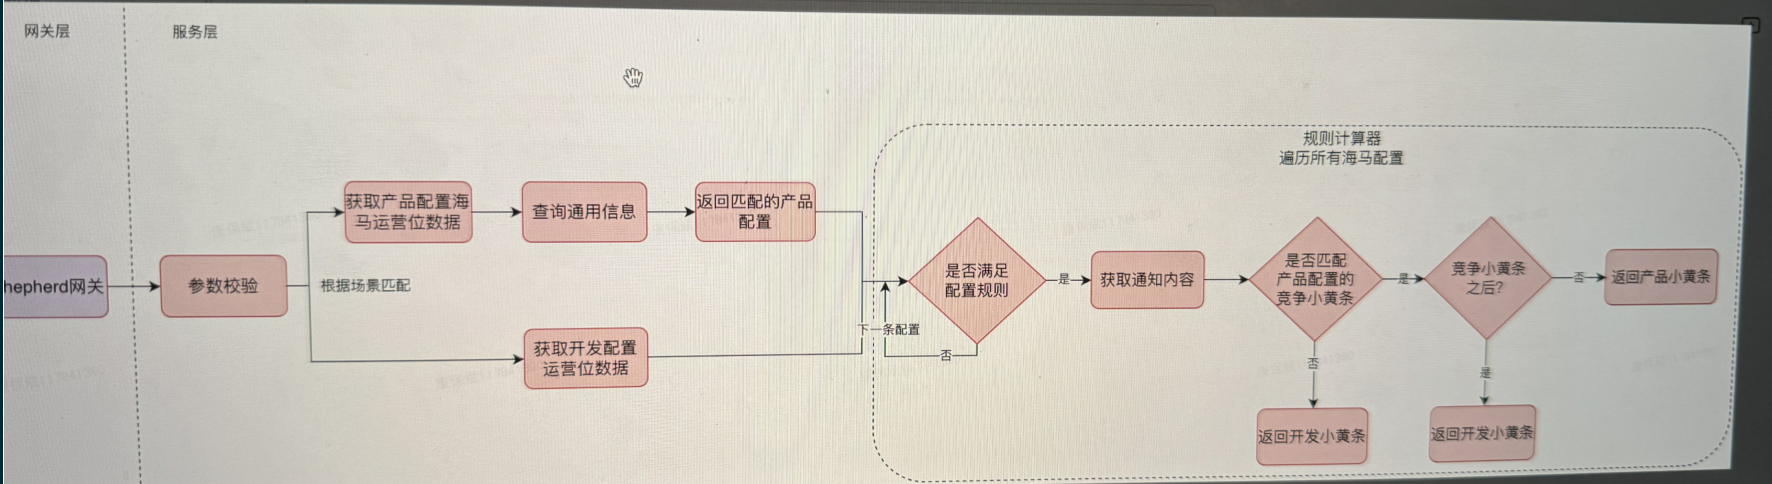 网关层
服务层
规则计算器
遍历所有海马配置
hepherd网关
参数校验
根据场景匹配
获取产品配置海
马运营位数据
查询通用信息
返回匹配的产品
配置
获取开发配置
运营位数据
下一条配置
是否满足
配置规则
否
是
获取通知内容
是否匹配
产品配置的
竞争小黄条
否
返回开发小黄条
是
竞争小黄条
之后?
是
返回开发小黄条
否
返回产品小黄条